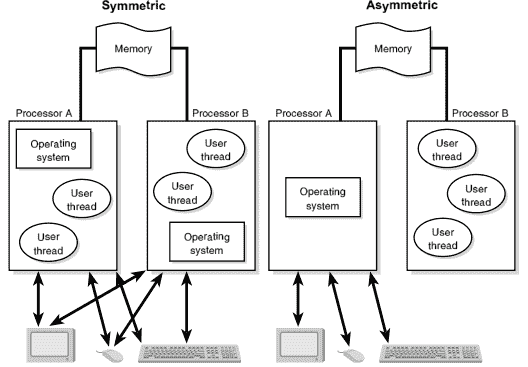 Symmetric
Memory
Processor A
Processor B
Operating
system
User
thread
User
thread
User
thread
User
thread
Operating
system
Asymmetric
Memory
Processor A
Processor B
Operating
system
User
thread
User
thread
User
thread